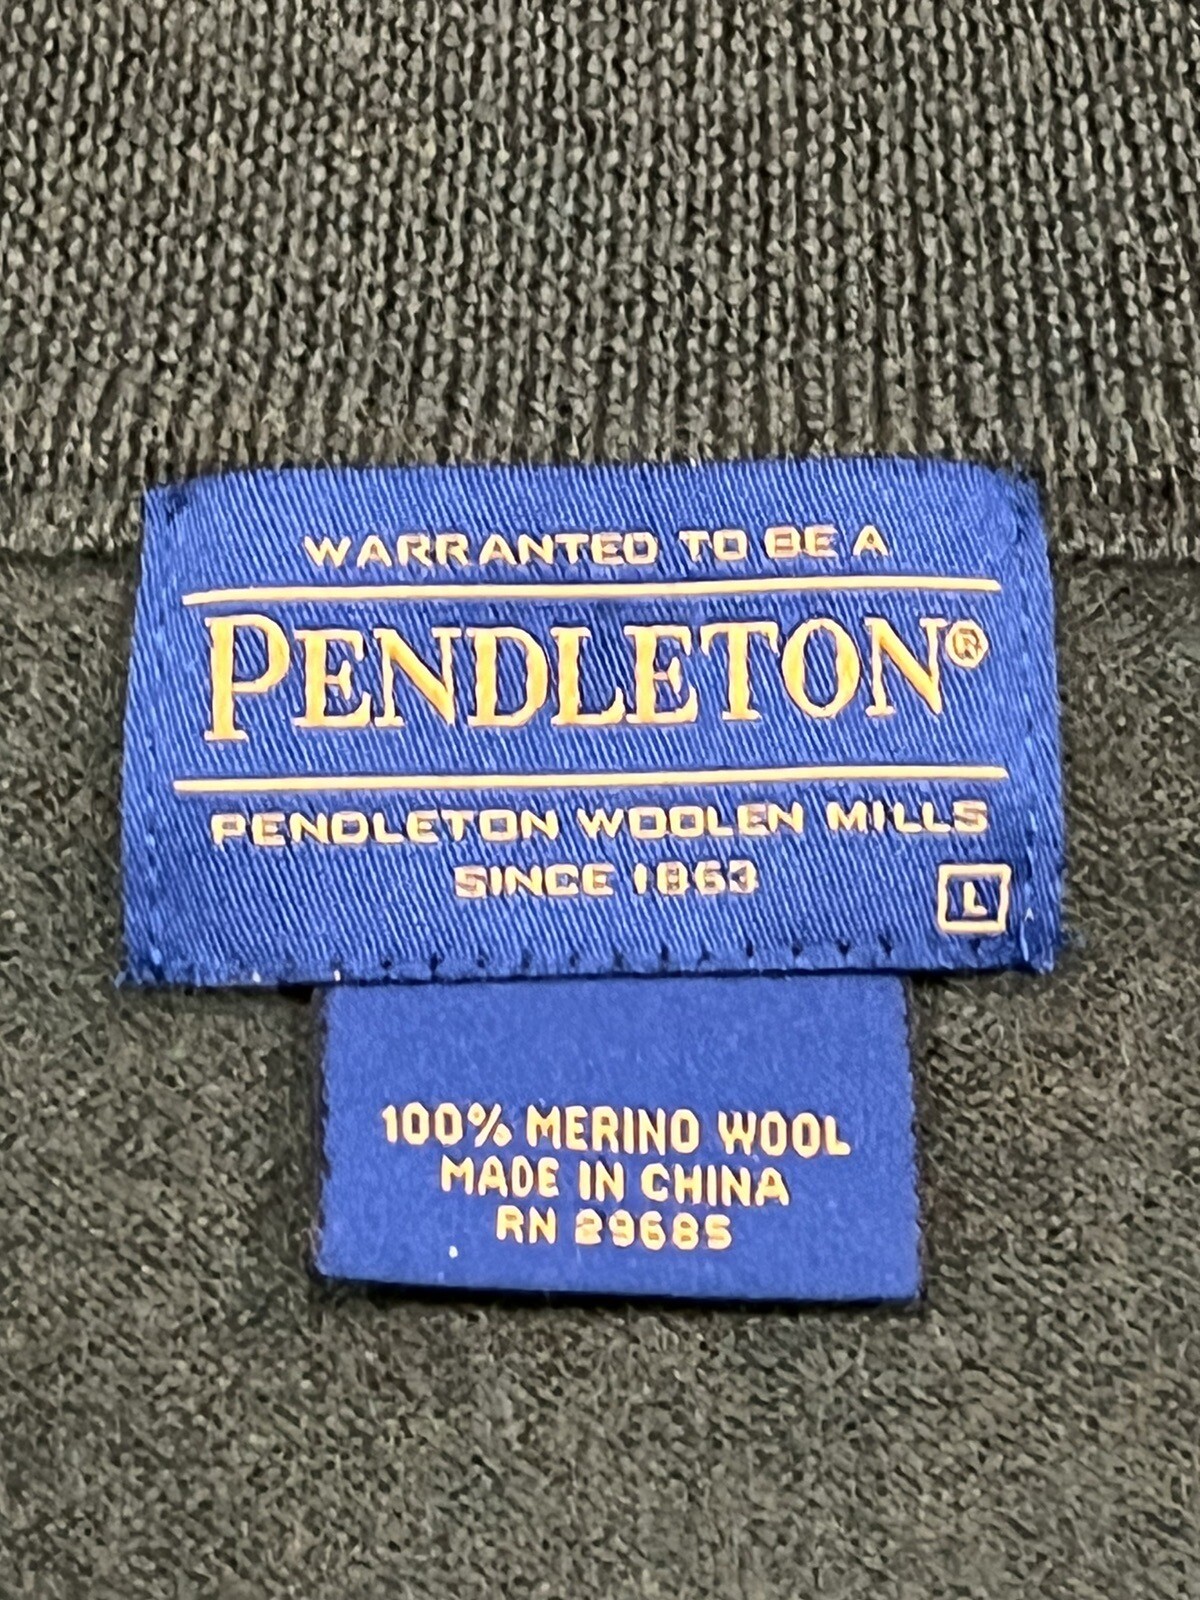 WARRANTED TO BE A
PENDLETON®
PENDLETON WOOLEN MILLS
SINCE 1863
L
100% MERINO WOOL
MADE IN CHINA
RN 29685